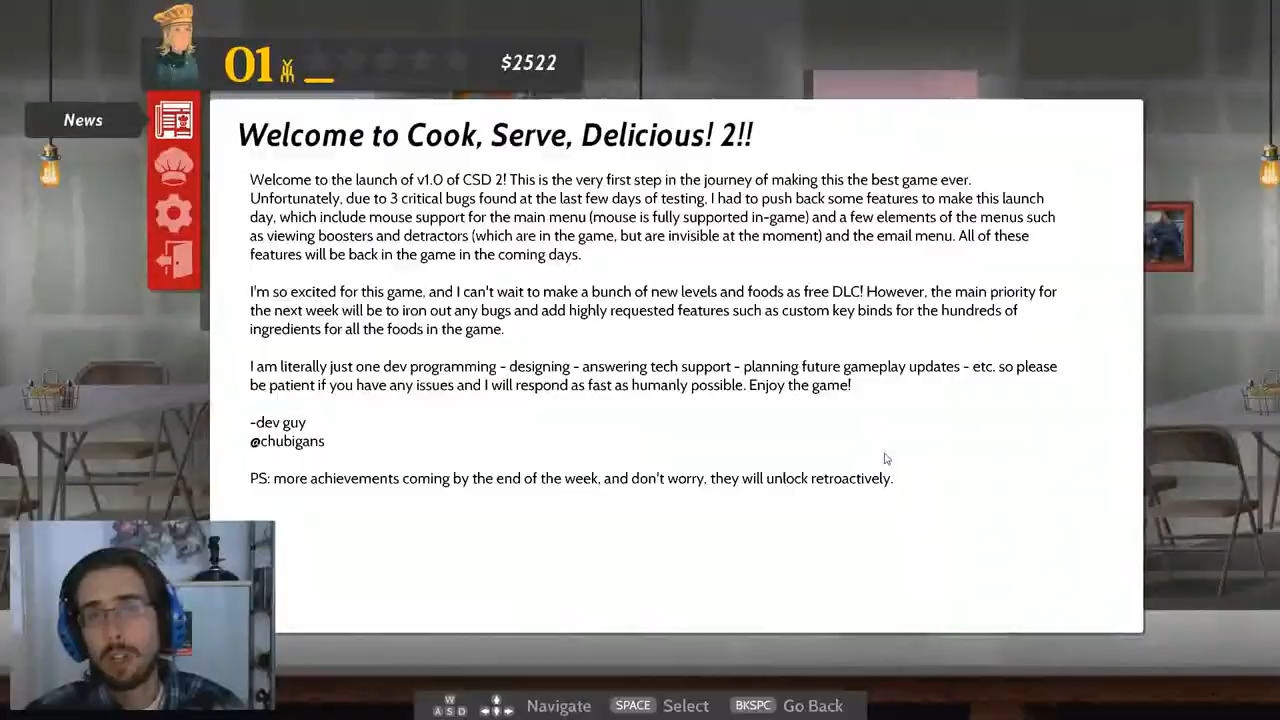 01
$2522
News
Welcome to Cook, Serve, Delicious! 2!!
Welcome to the launch of v1.0 of CSD 2! This is the very first step in the journey of making this the best game ever.
Unfortunately, due to 3 critical bugs found at the last few days of testing, I had to push back some features to make this launch
day, which include mouse support for the main menu (mouse is fully supported in-game) and a few elements of the menus such
as viewing boosters and detractors (which are in the game, but are invisible at the moment) and the email menu. All of these
features will be back in the game in the coming days.
I'm so excited for this game, and I can't wait to make a bunch of new levels and foods as free DLC! However, the main priority for
the next week will be to iron out any bugs and add highly requested features such as custom key binds for the hundreds of
ingredients for all the foods in the game.
I am literally just one dev programming - designing - answering tech support - planning future gameplay updates - etc. so please
be patient if you have any issues and I will respond as fast as humanly possible. Enjoy the game!
-dev guy
@chubigans
PS: more achievements coming by the end of the week, and don't worry, they will unlock retroactively.
W
A S D
Navigate
SPACE Select
BKSPC Go Back